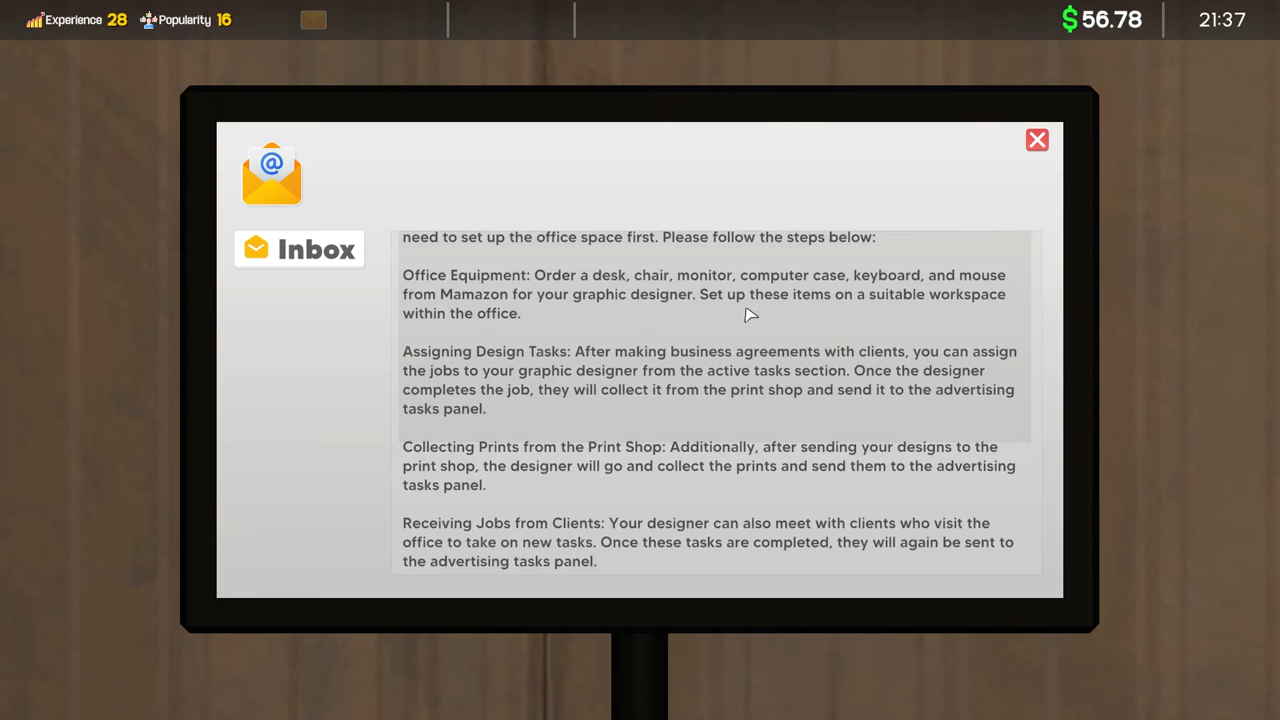 Experience 28 Popularity 16
$56.78
21:37
Inbox
need to set up the office space first. Please follow the steps below:
Office Equipment: Order a desk, chair, monitor, computer case, keyboard, and mouse
from Mamazon for your graphic designer. Set up these items on a suitable workspace
within the office.
Assigning Design Tasks: After making business agreements with clients, you can assign
the jobs to your graphic designer from the active tasks section. Once the designer
completes the job, they will collect it from the print shop and send it to the advertising
tasks panel.
Collecting Prints from the Print Shop: Additionally, after sending your designs to the
print shop, the designer will go and collect the prints and send them to the advertising
tasks panel.
Receiving Jobs from Clients: Your designer can also meet with clients who visit the
office to take on new tasks. Once these tasks are completed, they will again be sent to
the advertising tasks panel.